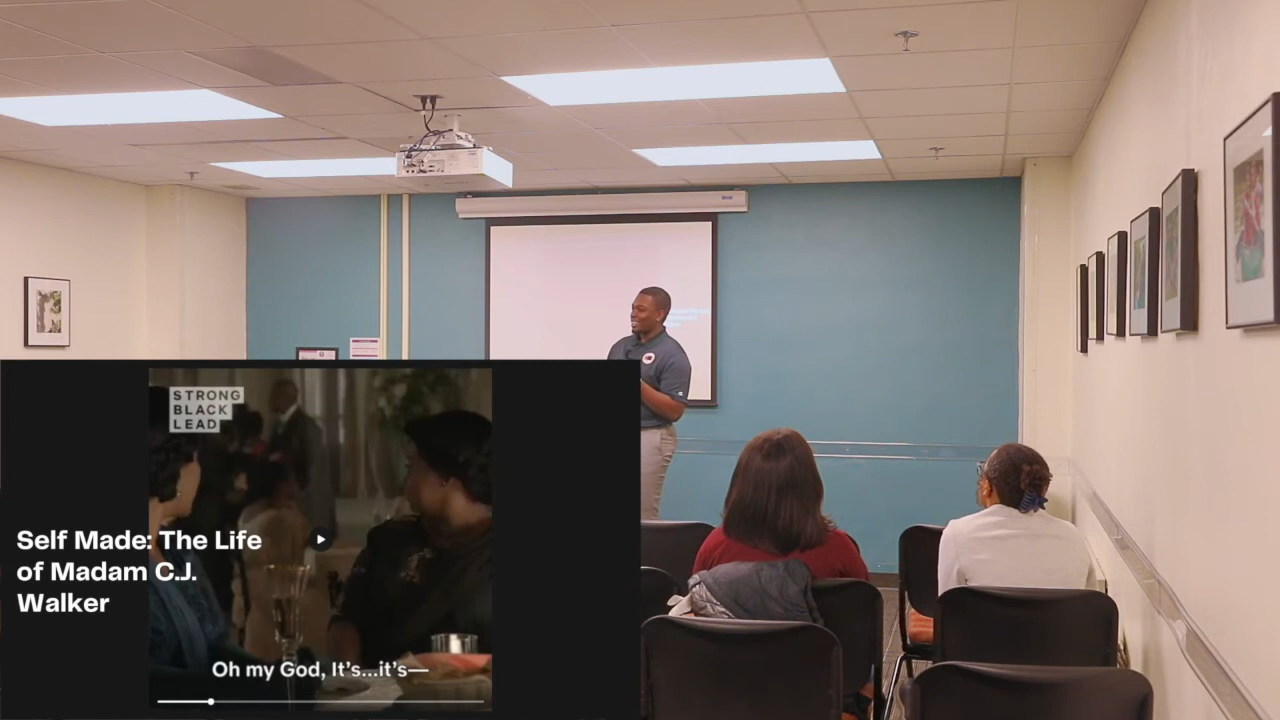 STRONG
BLACK
LEAD
Self Made: The Life
of Madam C.J.
Walker
Oh my God, It's...it's—